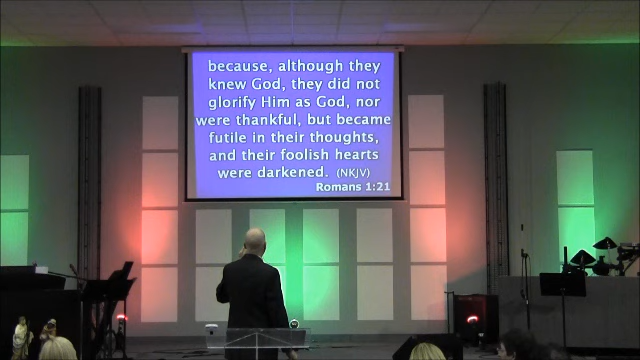 because, although they
knew God, they did not
glorify Him as God, nor
were thankful, but became
futile in their thoughts,
and their foolish hearts
were darkened. (NKJV)
Romans 1:21